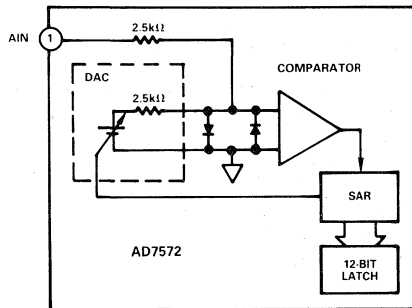 AIN
1
2.5kΩ
DAC
2.5kΩ
COMPARATOR
SAR
AD7572
12-BIT
LATCH